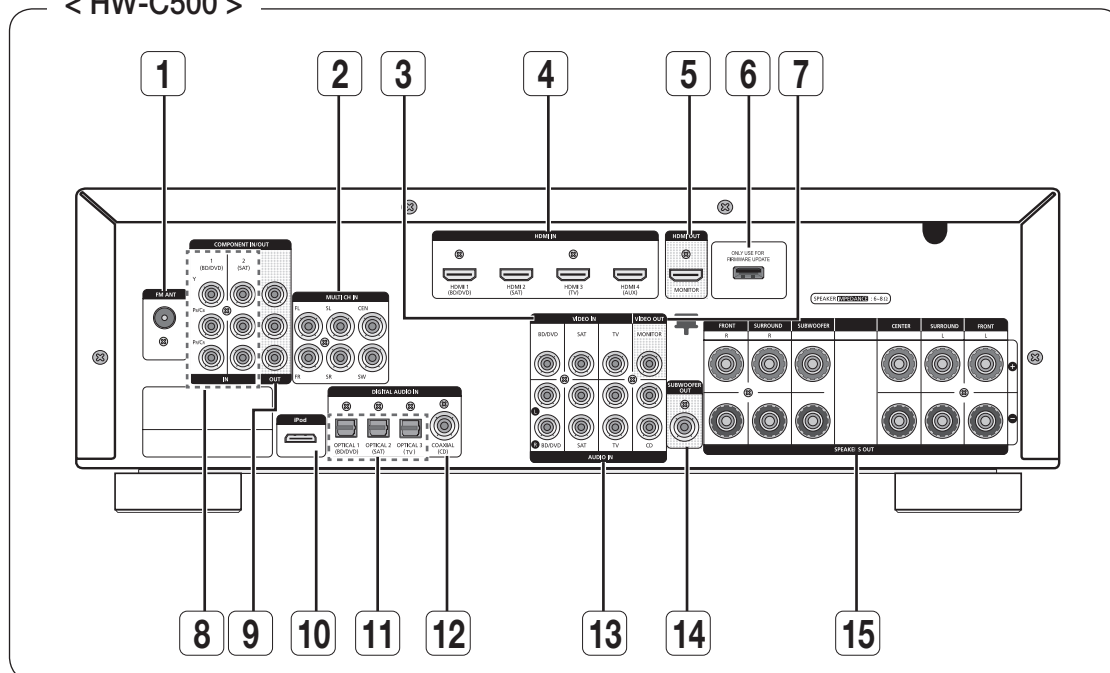 < HW-C500 >
1 2 3 4 5 6 7
COMPONENT IN/OUT
1 2
(BD/DVD) (SAT)
Y
PB/CB
PR/CR
IN OUT
FM ANT
MULTI CH IN
FL SL CEN
FR SR SW
HDMI IN
HDMI 1 HDMI 2 HDMI 3 HDMI 4
(BD/DVD) (SAT) (TV) (AUX)
HDMI OUT
MONITOR
ONLY USE FOR
FIRMWARE UPDATE
SPEAKER IMPEDANCE : 6~8Ω
iPod
DIGITAL AUDIO IN
OPTICAL 1 OPTICAL 2 OPTICAL 3 COAXIAL
(BD/DVD) (SAT) (TV) (CD)
VIDEO IN VIDEO OUT
BD/DVD SAT TV MONITOR
L
R BD/DVD SAT TV CD
AUDIO IN
SUBWOOFER
OUT
FRONT SURROUND SUBWOOFER CENTER SURROUND FRONT
R R L L
+
−
SPEAKERS OUT
8 9 10 11 12 13 14 15